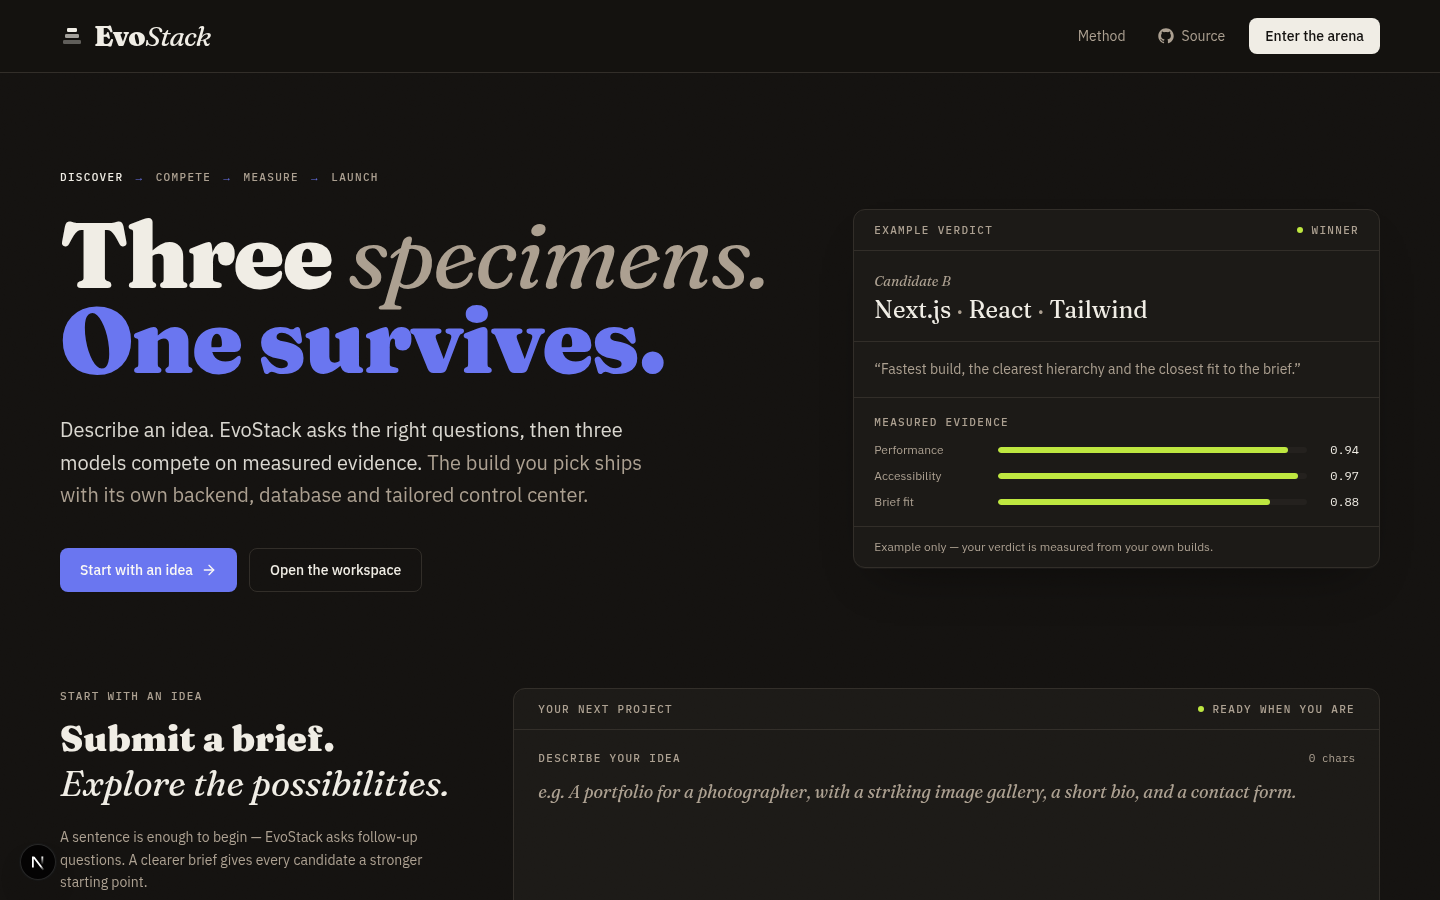 EvoStack
Method
Source
Enter the arena
DISCOVER → COMPETE → MEASURE → LAUNCH
Three specimens.
One survives.
Describe an idea. EvoStack asks the right questions, then three
models compete on measured evidence. The build you pick ships
with its own backend, database and tailored control center.
Start with an idea →
Open the workspace
EXAMPLE VERDICT
WINNER
Candidate B
Next.js · React · Tailwind
“Fastest build, the clearest hierarchy and the closest fit to the brief.”
MEASURED EVIDENCE
Performance 0.94
Accessibility 0.97
Brief fit 0.88
Example only — your verdict is measured from your own builds.
START WITH AN IDEA
Submit a brief.
Explore the possibilities.
A sentence is enough to begin — EvoStack asks follow-up
questions. A clearer brief gives every candidate a stronger
starting point.
N
YOUR NEXT PROJECT
READY WHEN YOU ARE
DESCRIBE YOUR IDEA
0 chars
e.g. A portfolio for a photographer, with a striking image gallery, a short bio, and a contact form.